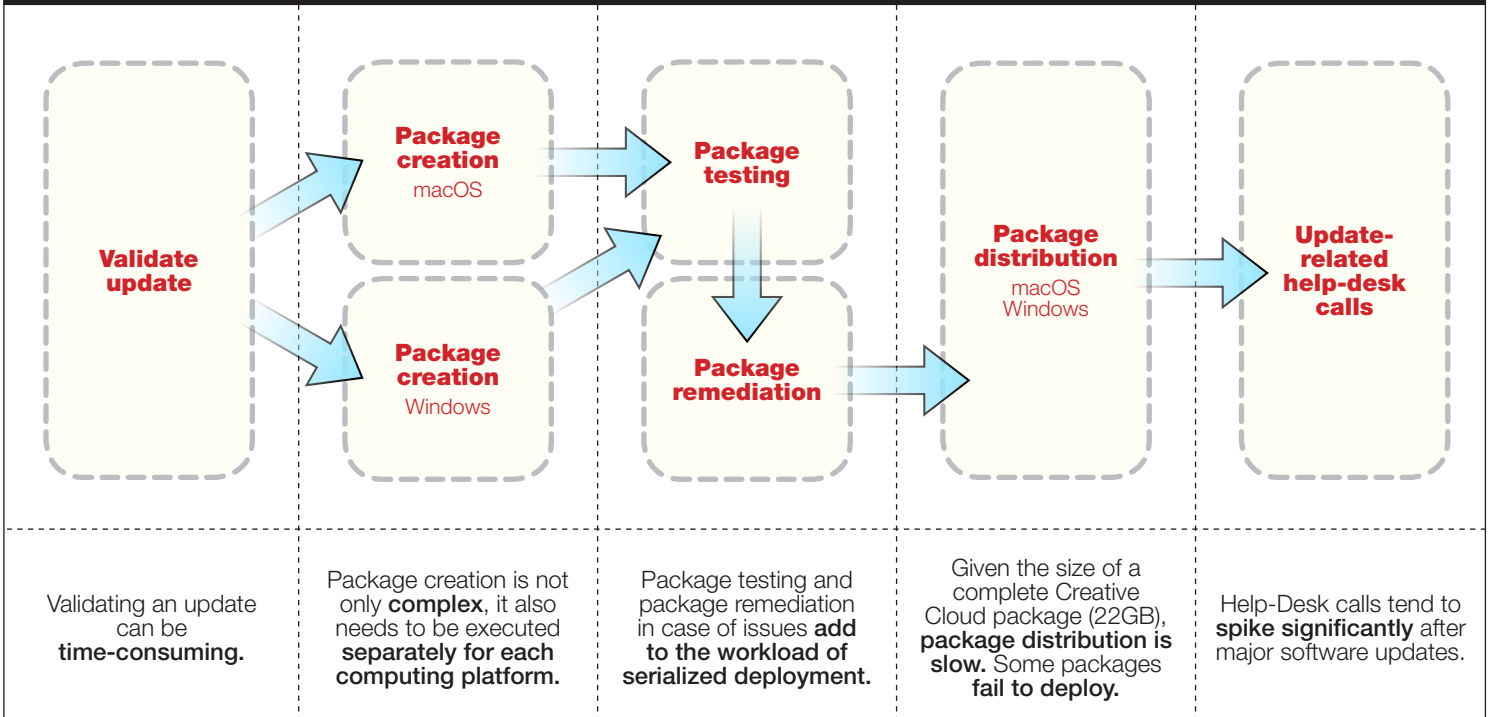 Validate
update
Package
creation
macOS
Package
creation
Windows
Package
testing
Package
remediation
Package
distribution
macOS
Windows
Update-
related
help-desk
calls
Validating an update
can be
time-consuming.
Package creation is not
only complex, it also
needs to be executed
separately for each
computing platform.
Package testing and
package remediation
in case of issues add
to the workload of
serialized deployment.
Given the size of a
complete Creative
Cloud package (22GB),
package distribution is
slow. Some packages
fail to deploy.
Help-Desk calls tend to
spike significantly after
major software updates.